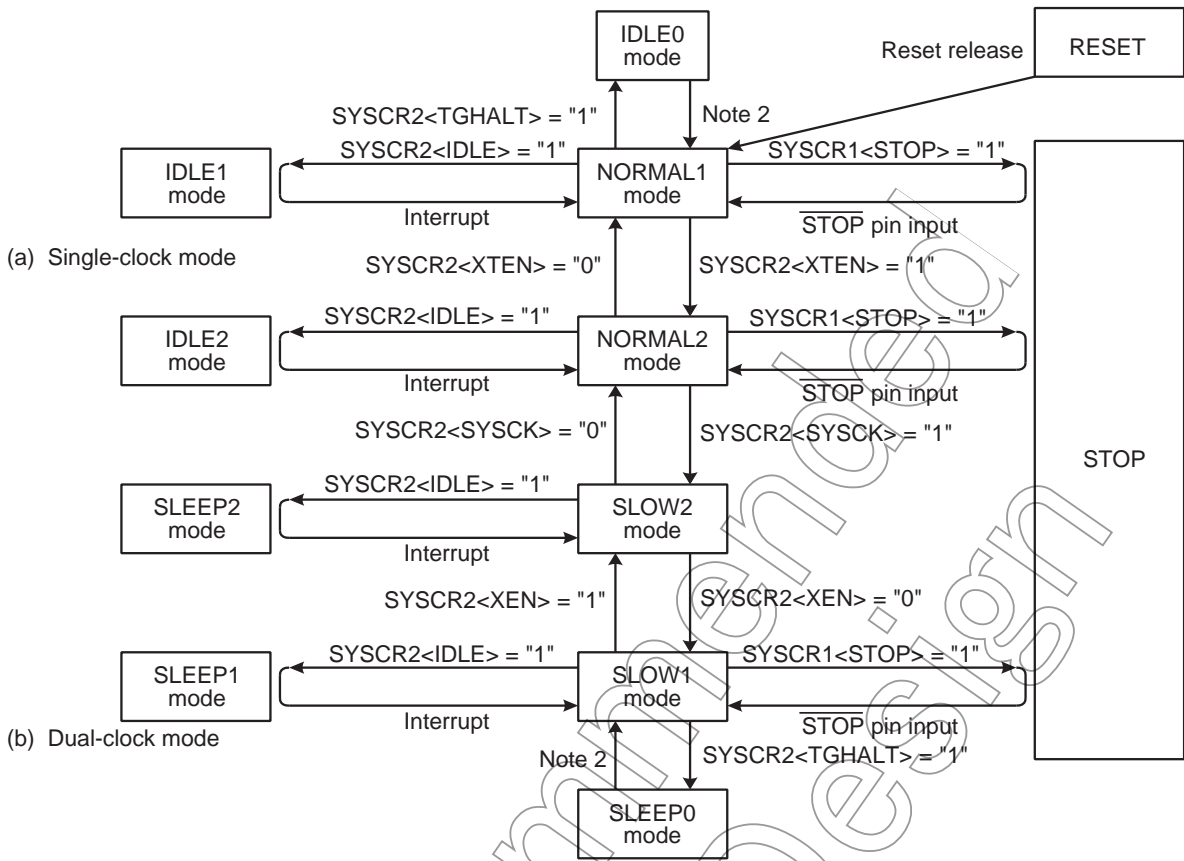 IDLE0
mode
Reset release
RESET
SYSCR2<TGHALT> = "1"
Note 2
SYSCR2<IDLE> = "1"
SYSCR1<STOP> = "1"
IDLE1
mode
NORMAL1
mode
Interrupt
STOP pin input
(a) Single-clock mode
SYSCR2<XTEN> = "0"
SYSCR2<XTEN> = "1"
SYSCR2<IDLE> = "1"
SYSCR1<STOP> = "1"
IDLE2
mode
NORMAL2
mode
Interrupt
STOP pin input
SYSCR2<SYSCK> = "0"
SYSCR2<SYSCK> = "1"
STOP
SYSCR2<IDLE> = "1"
SLEEP2
mode
SLOW2
mode
Interrupt
SYSCR2<XEN> = "1"
SYSCR2<XEN> = "0"
SYSCR2<IDLE> = "1"
SYSCR1<STOP> = "1"
SLEEP1
mode
SLOW1
mode
Interrupt
STOP pin input
(b) Dual-clock mode
Note 2
SYSCR2<TGHALT> = "1"
SLEEP0
mode
mmended
Design